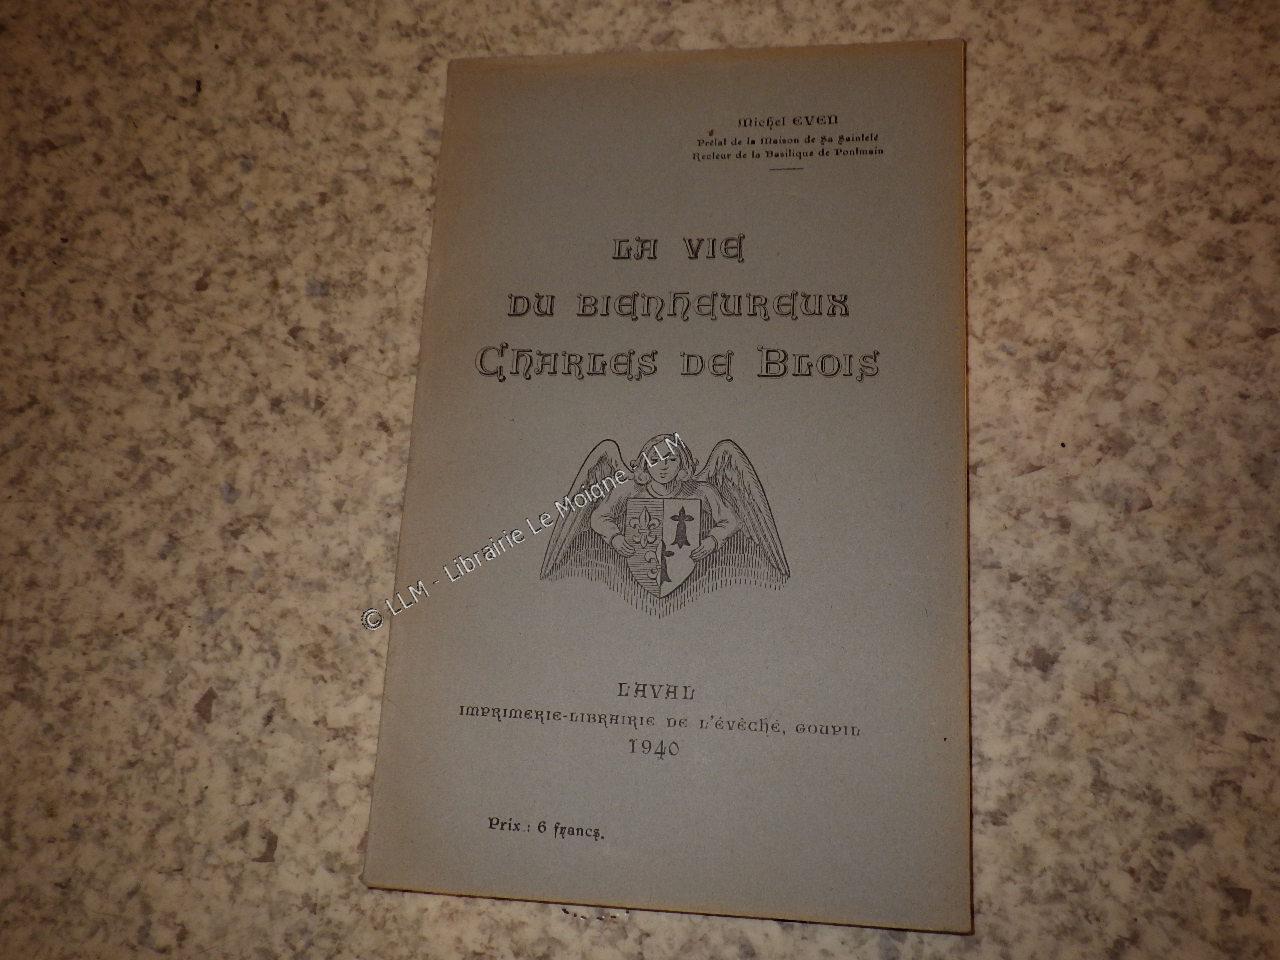 Michel EVEN
Prélat de la Maison de Sa Sainteté
Recteur de la Basilique de Pontmain
LA VIE
DU BIENHEUREUX
CHARLES DE BLOIS
© LLM - Librairie Le Moigne - LLM
LAVAL
IMPRIMERIE-LIBRAIRIE DE L'ÉVÊCHÉ, GOUPIL
1940
Prix : 6 francs.